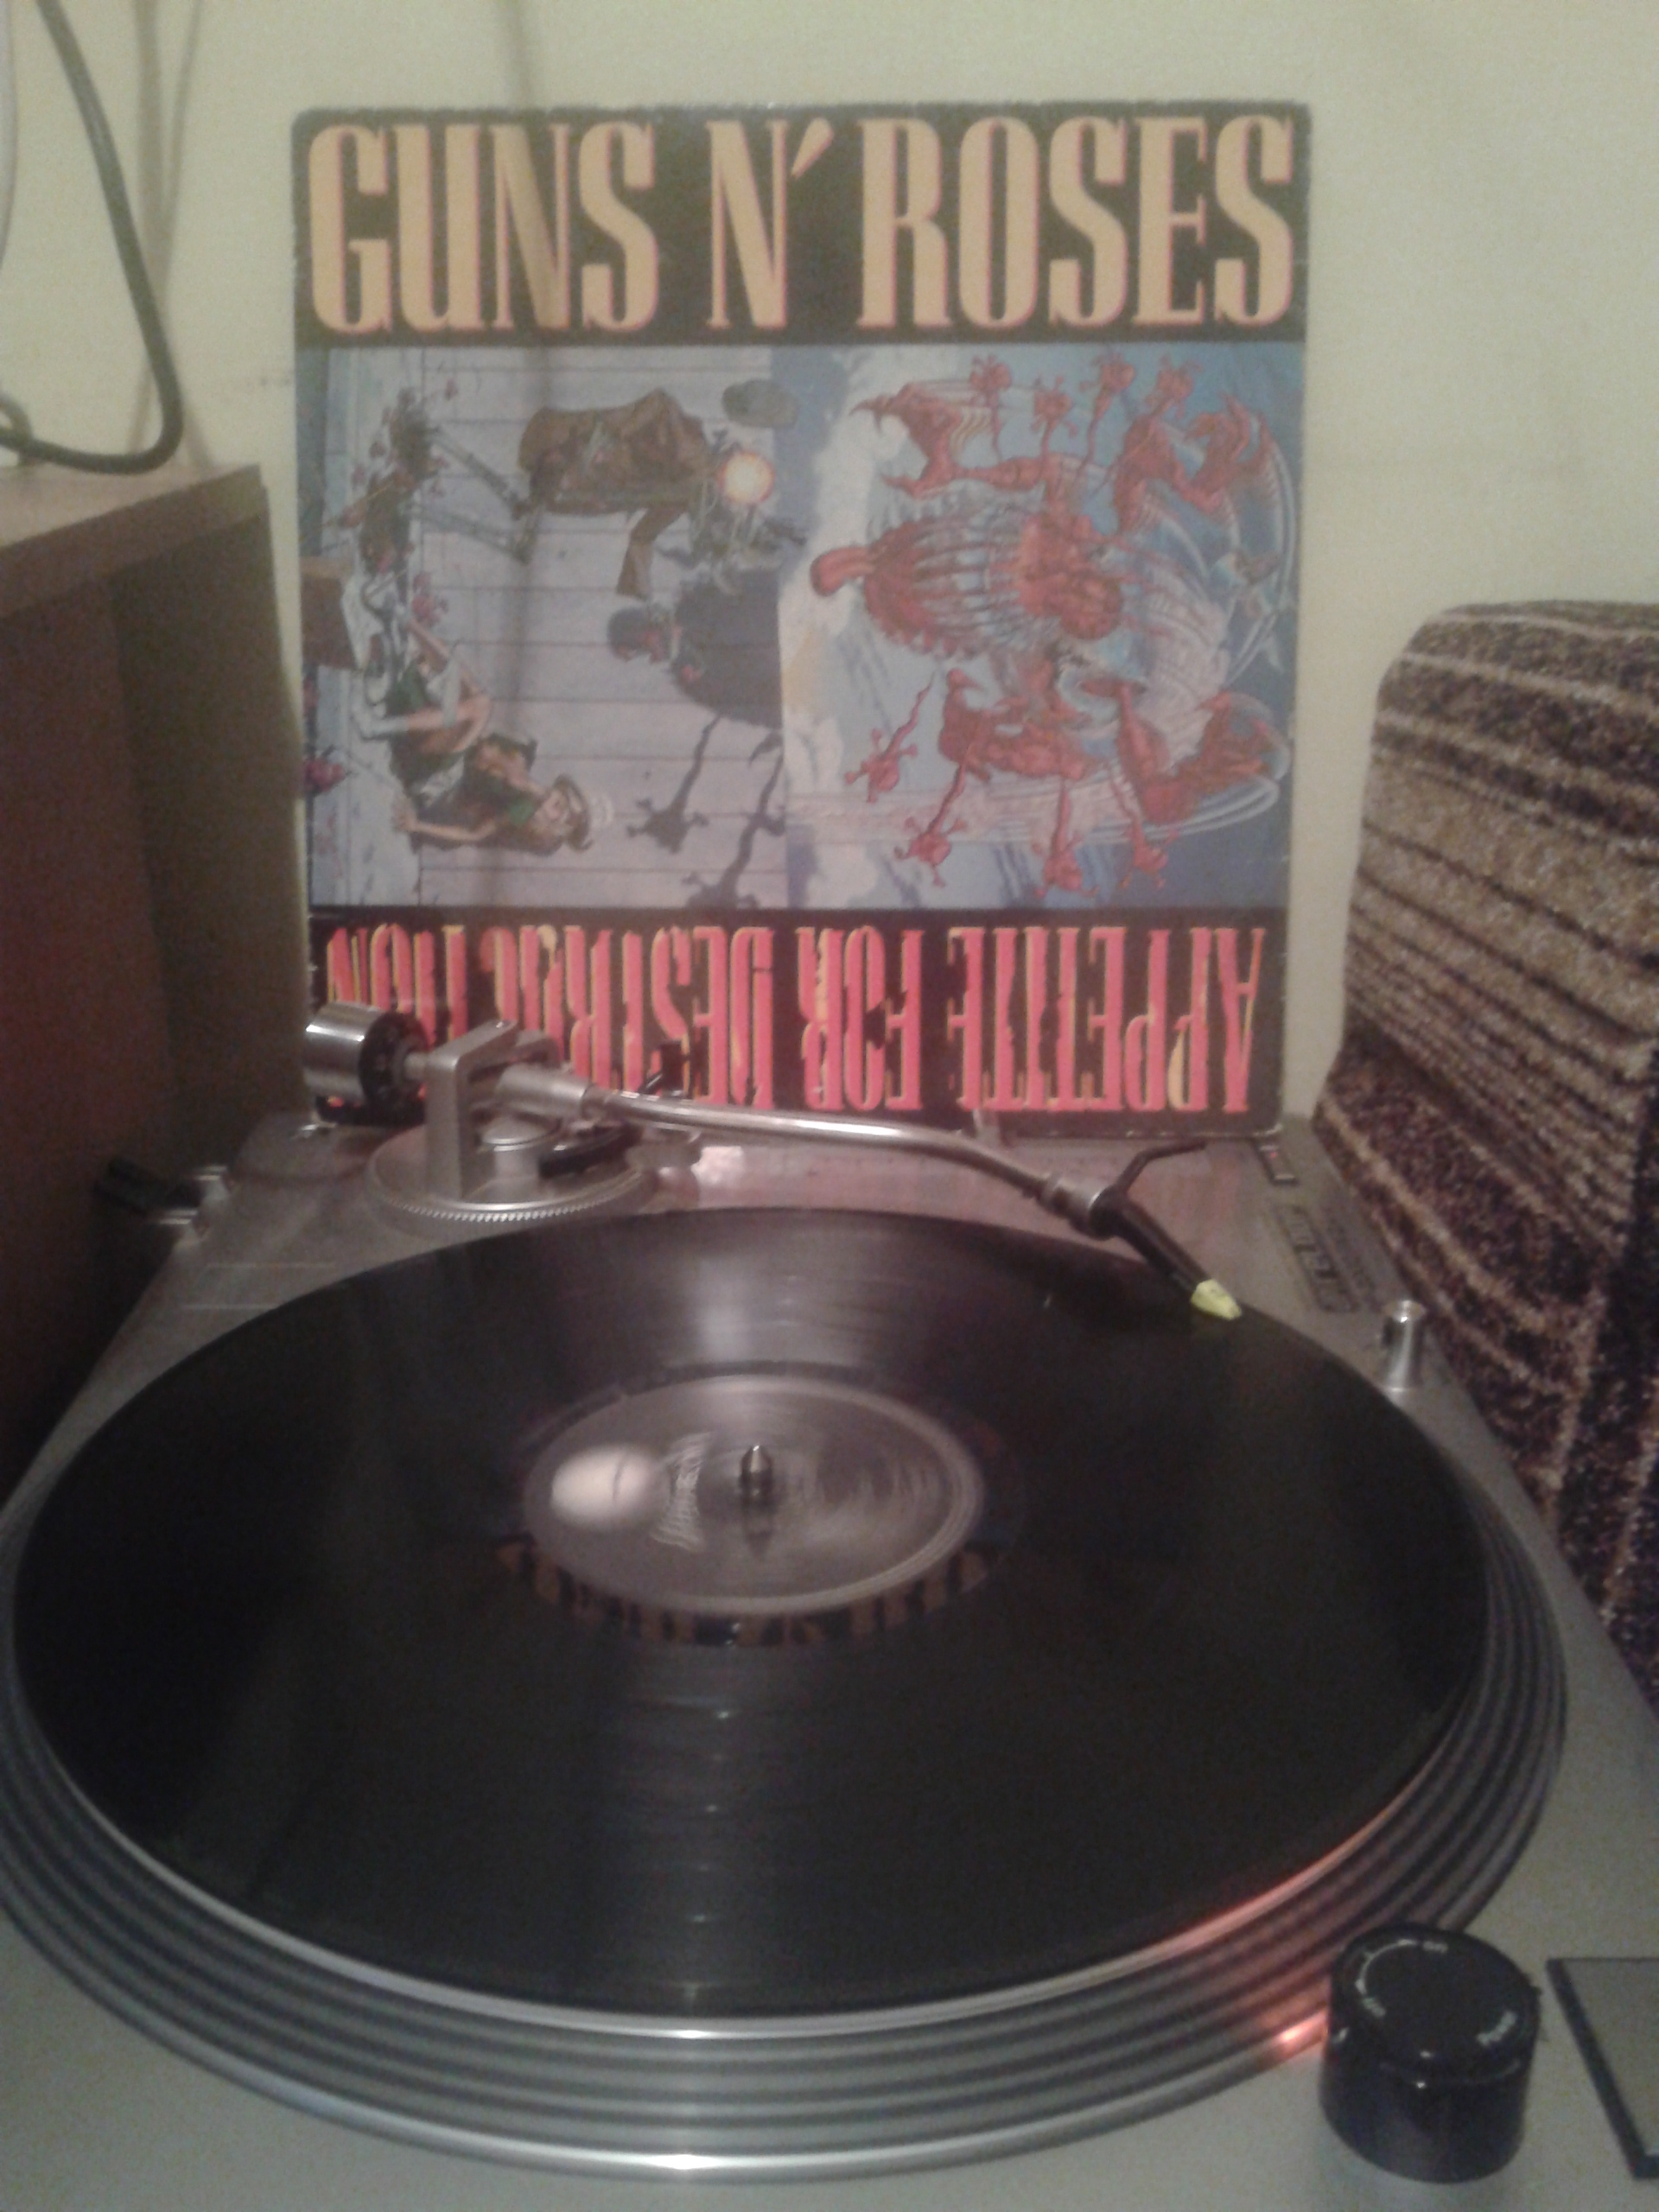 GUNS N' ROSES
APPETITE FOR DESTRUCTION